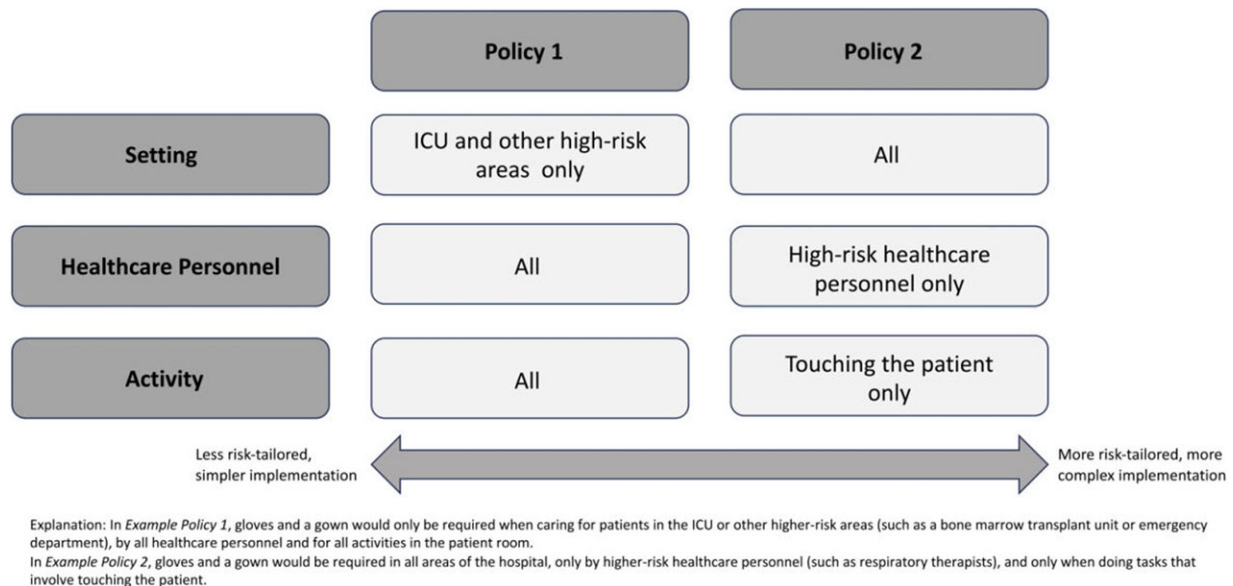 Policy 1
Policy 2
Setting
ICU and other high-risk
areas only
All
Healthcare Personnel
All
High-risk healthcare
personnel only
Activity
All
Touching the patient
only
Less risk-tailored,
simpler implementation
More risk-tailored, more
complex implementation
Explanation: In Example Policy 1, gloves and a gown would only be required when caring for patients in the ICU or other higher-risk areas (such as a bone marrow transplant unit or emergency
department), by all healthcare personnel and for all activities in the patient room.
In Example Policy 2, gloves and a gown would be required in all areas of the hospital, only by higher-risk healthcare personnel (such as respiratory therapists), and only when doing tasks that
involve touching the patient.